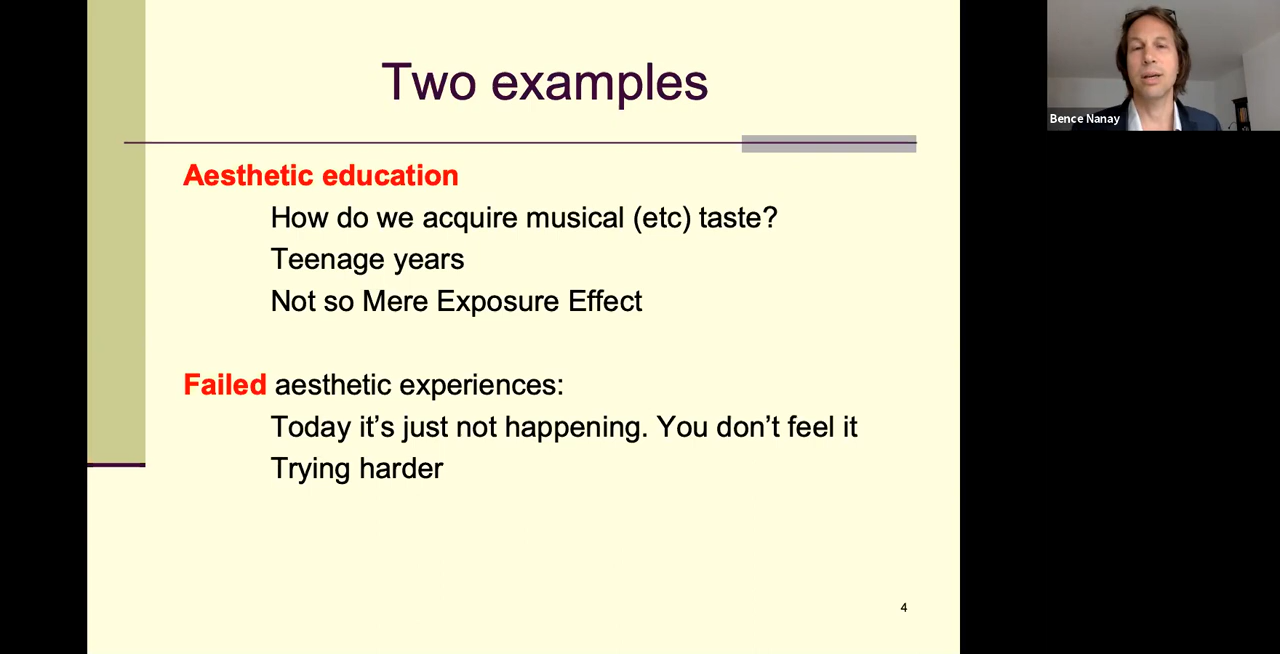 Two examples
Aesthetic education
How do we acquire musical (etc) taste?
Teenage years
Not so Mere Exposure Effect
Failed aesthetic experiences:
Today it's just not happening. You don't feel it
Trying harder
4
Bence Nanay